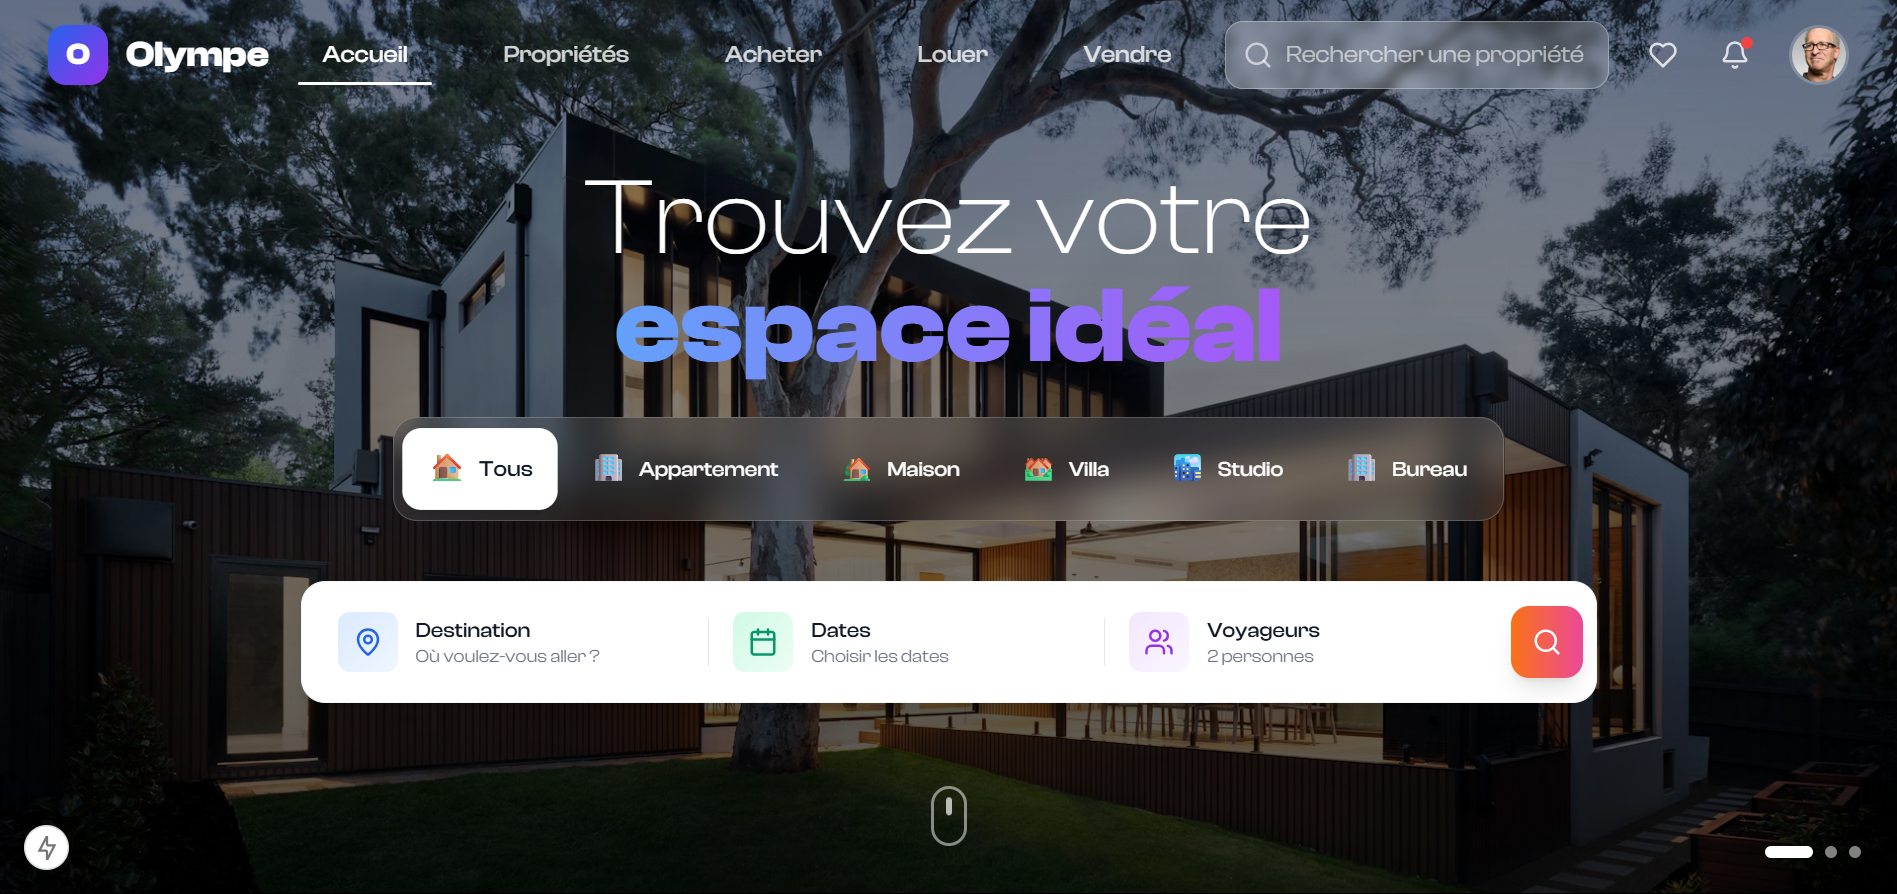 O Olympe Accueil Propriétés Acheter Louer Vendre Rechercher une propriété
Trouvez votre
espace idéal
Tous Appartement Maison Villa Studio Bureau
Destination Dates Voyageurs
Où voulez-vous aller ? Choisir les dates 2 personnes